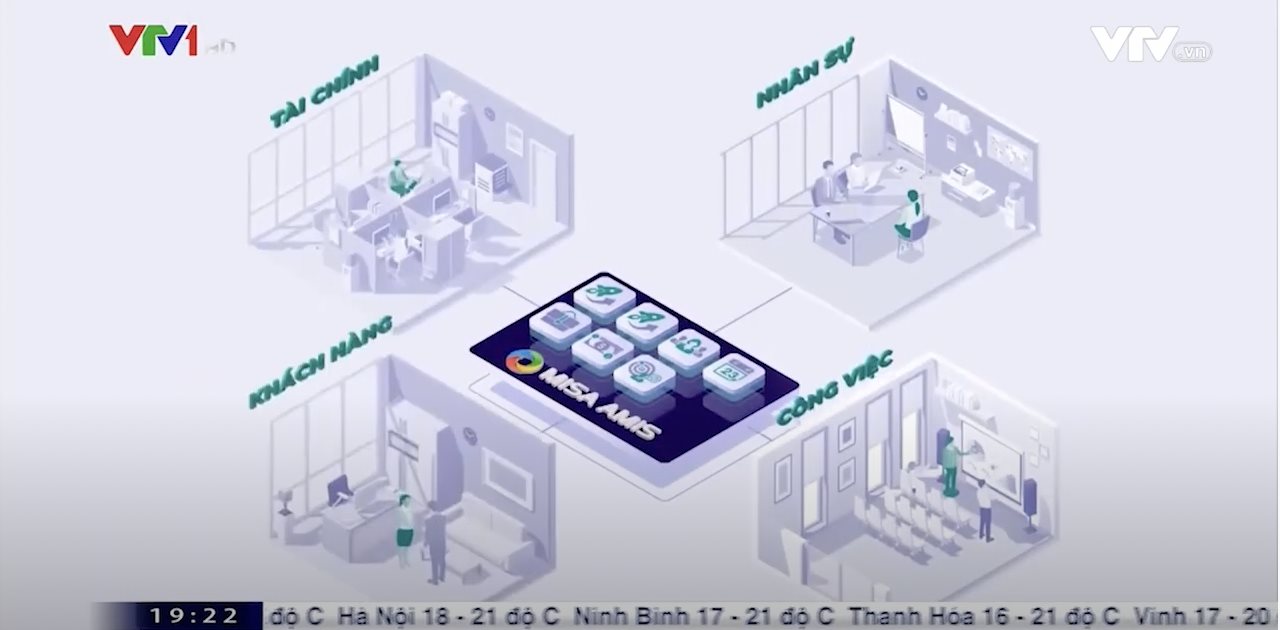 VTV1 HD
VTV.vn
TÀI CHÍNH
NHÂN SỰ
KHÁCH HÀNG
MISA AMIS
23
CÔNG VIỆC
19:22
độ C Hà Nội 18 - 21 độ C Ninh Bình 17 - 21 độ C Thanh Hóa 16 - 21 độ C Vinh 17 - 20